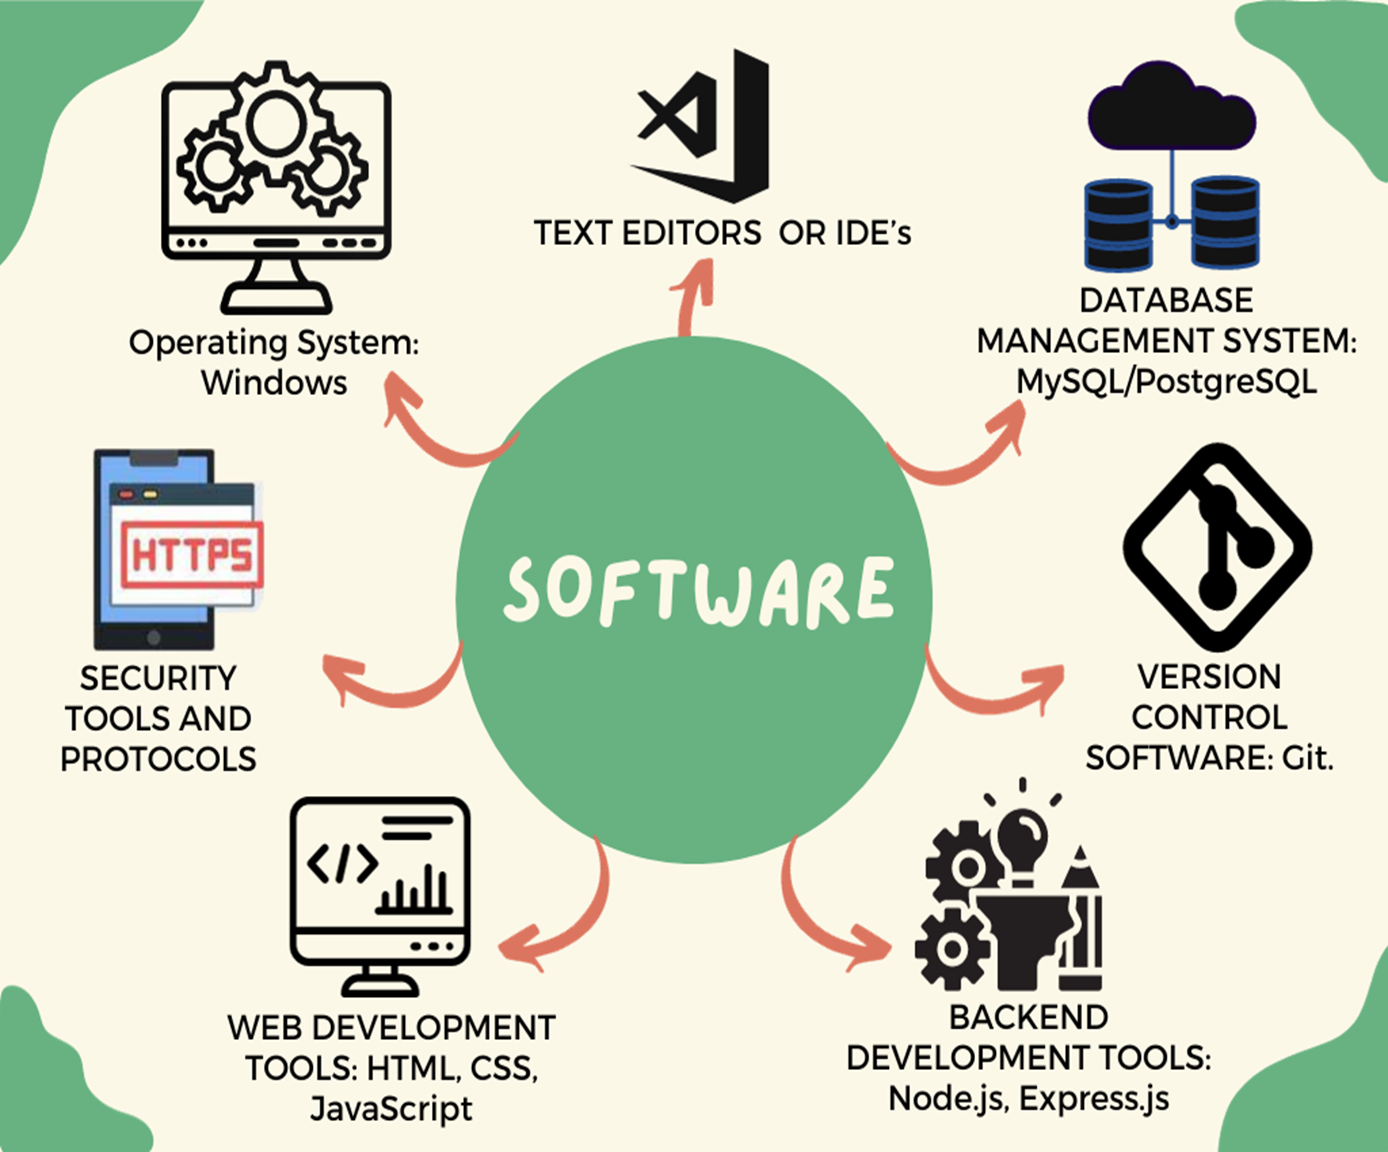 TEXT EDITORS OR IDE's
Operating System:
Windows
DATABASE
MANAGEMENT SYSTEM:
MySQL/PostgreSQL
HTTPS
SECURITY
TOOLS AND
PROTOCOLS
SOFTWARE
VERSION
CONTROL
SOFTWARE: Git.
</>
WEB DEVELOPMENT
TOOLS: HTML, CSS,
JavaScript
BACKEND
DEVELOPMENT TOOLS:
Node.js, Express.js